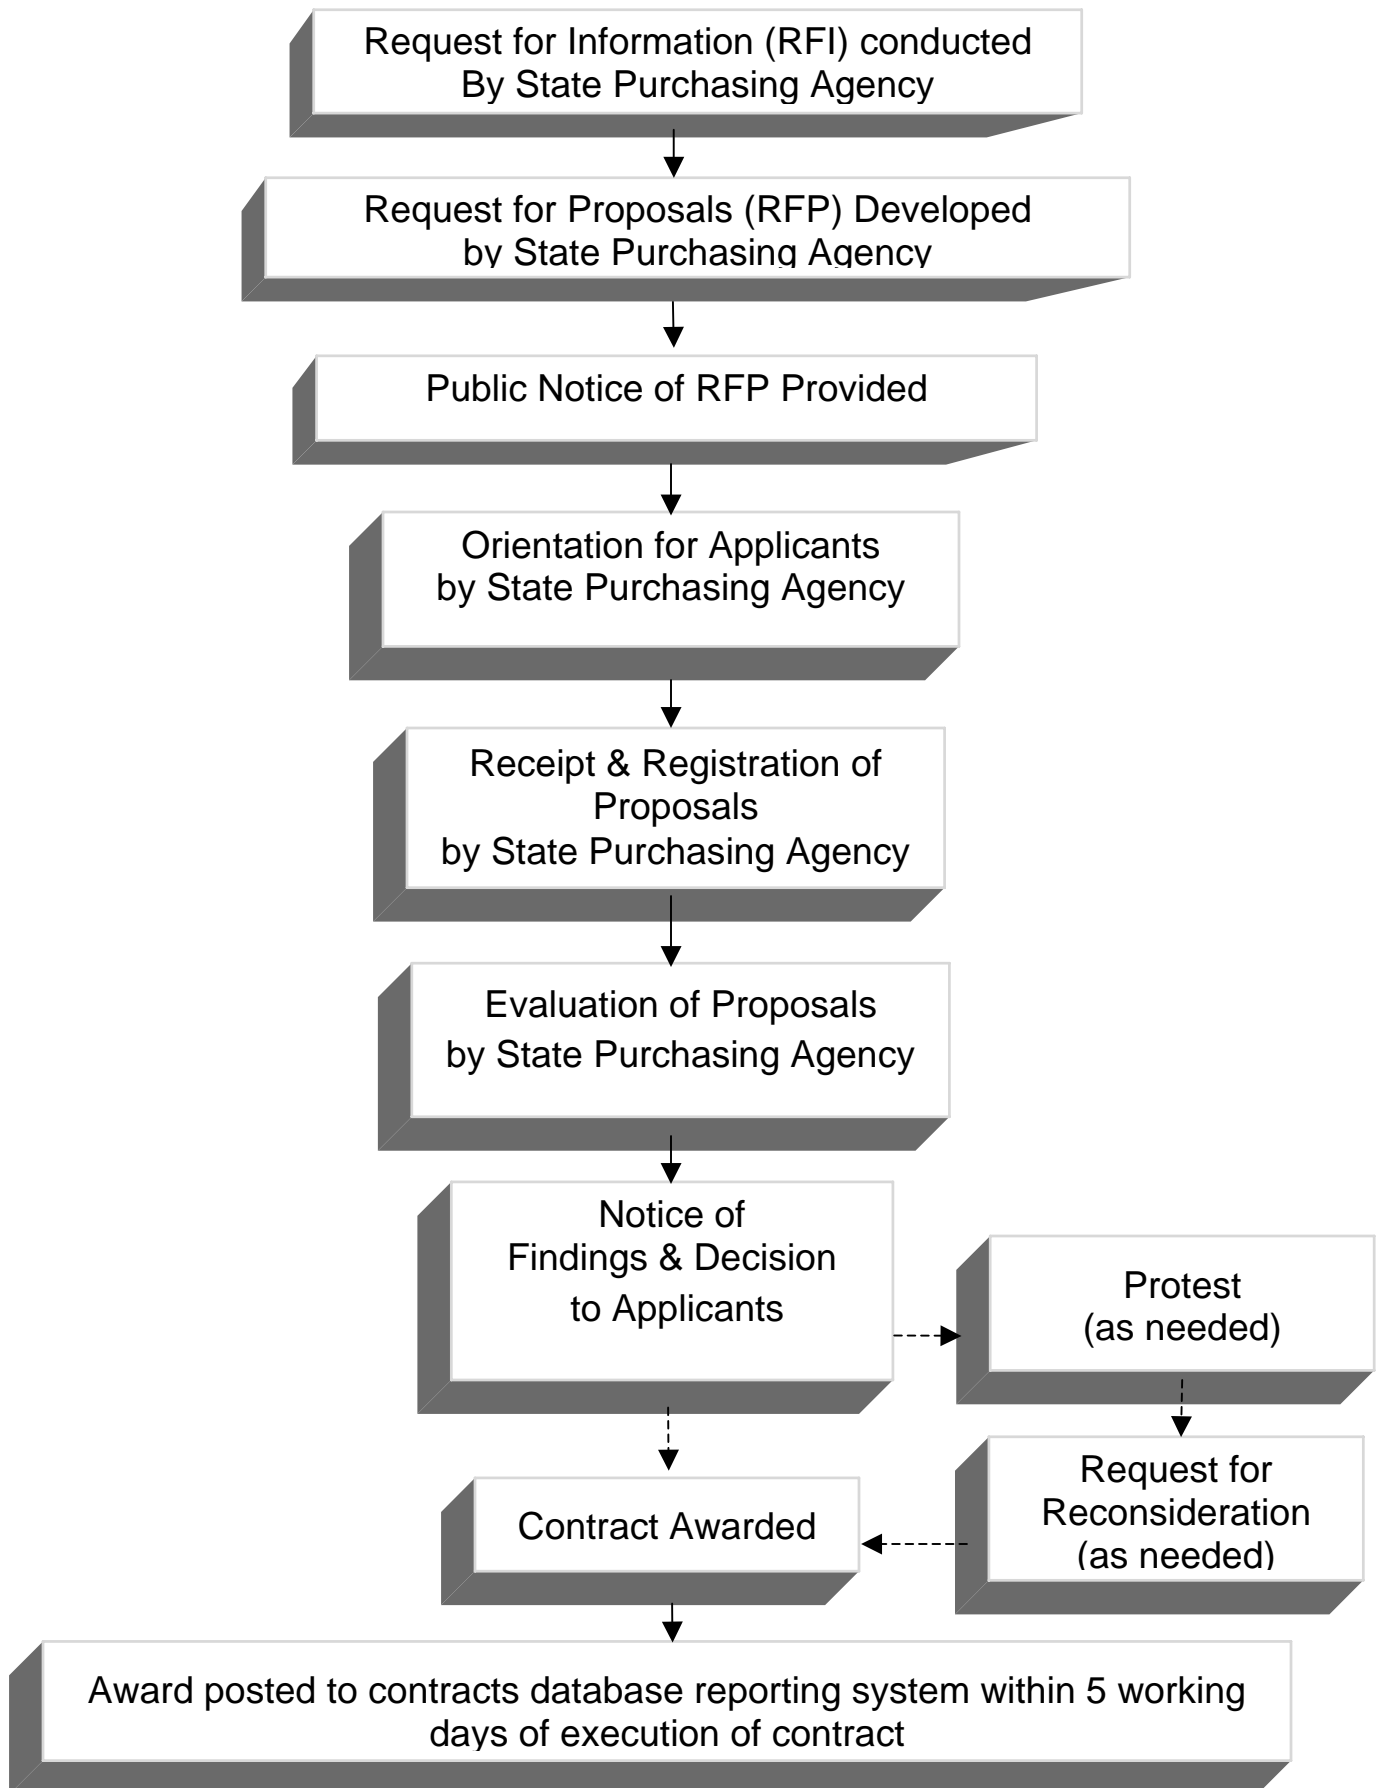 Request for Information (RFI) conducted
By State Purchasing Agency
Request for Proposals (RFP) Developed
by State Purchasing Agency
Public Notice of RFP Provided
Orientation for Applicants
by State Purchasing Agency
Receipt & Registration of
Proposals
by State Purchasing Agency
Evaluation of Proposals
by State Purchasing Agency
Notice of
Findings & Decision
to Applicants
Protest
(as needed)
Request for
Reconsideration
(as needed)
Contract Awarded
Award posted to contracts database reporting system within 5 working
days of execution of contract